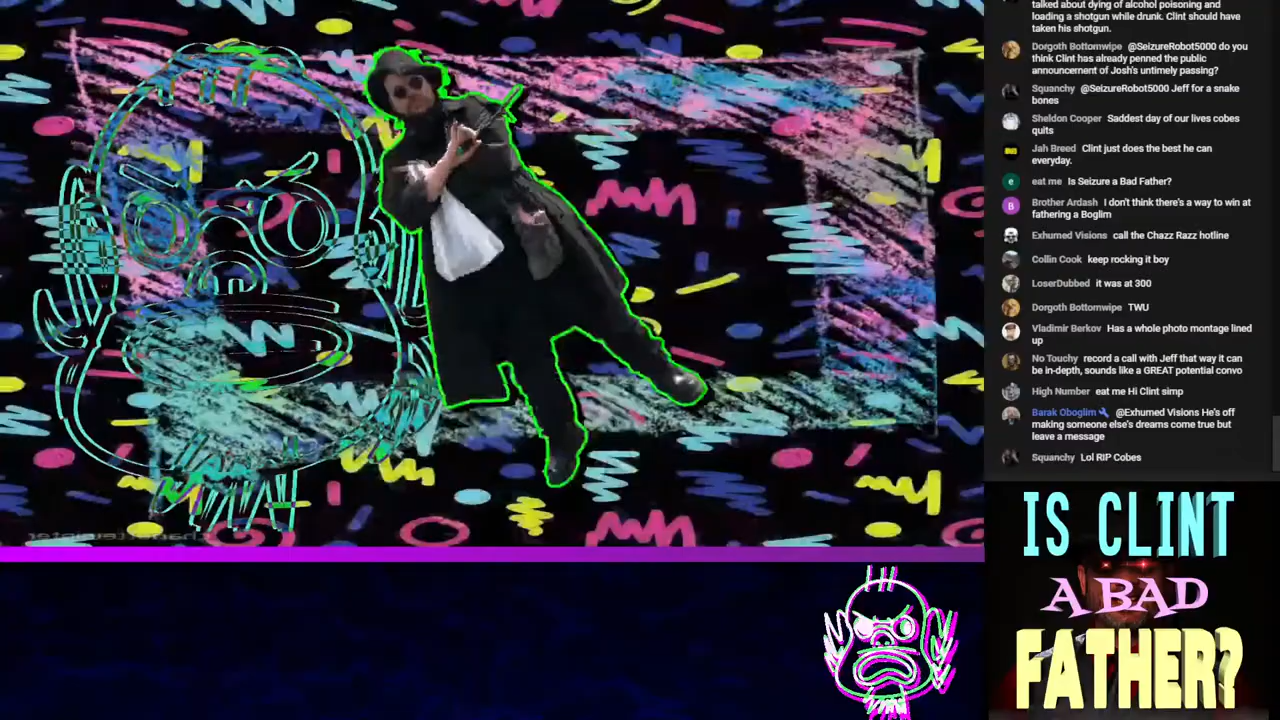 talked about dying of alcohol poisoning and
loading a shotgun while drunk. Clint should have
taken his shotgun.
Dorgoth Bottomwipe @SeizureRobot5000 do you
think Clint has already penned the public
announcement of Josh's untimely passing?
Squanchy @SeizureRobot5000 Jeff for a snake
bones
Sheldon Cooper Saddest day of our lives cobes
quits
Jah Breed Clint just does the best he can
everyday.
eat me Is Seizure a Bad Father?
Brother Ardash I don't think there's a way to win at
fathering a Boglim
Exhumed Visions call the Chazz Razz hotline
Collin Cook keep rocking it boy
LoserDubbed it was at 300
Dorgoth Bottomwipe TWU
Vladimir Berkov Has a whole photo montage lined
up
No Touchy record a call with Jeff that way it can
be in-depth, sounds like a GREAT potential convo
High Number eat me Hi Clint simp
Barak Oboglim @Exhumed Visions He's off
making someone else's dreams come true but
leave a message
Squanchy Lol RIP Cobes
IS CLINT
A BAD
FATHER?